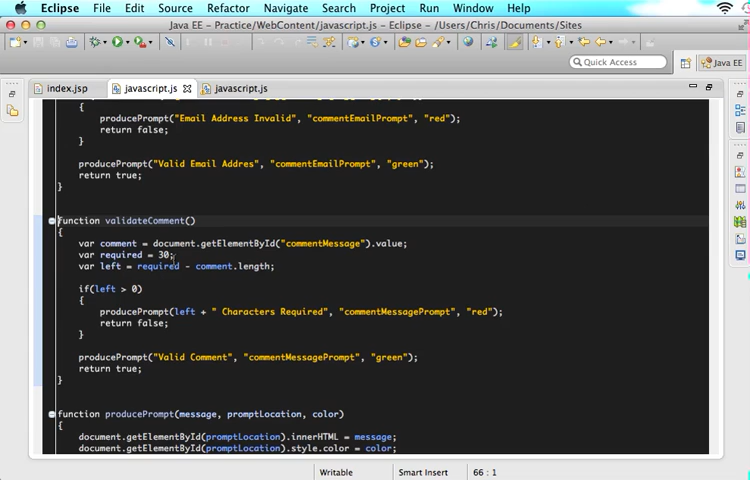 Eclipse File Edit Source Refactor Navigate Search Project Run Window Help
Java EE - Practice/WebContent/javascript.js - Eclipse - /Users/Chris/Documents/Sites
Quick Access
Java EE
index.jsp javascript.js javascript.js
{
producePrompt("Email Address Invalid", "commentEmailPrompt", "red");
return false;
}
producePrompt("Valid Email Addres", "commentEmailPrompt", "green");
return true;
}
function validateComment()
{
var comment = document.getElementById("commentMessage").value;
var required = 30;
var left = required - comment.length;
if(left > 0)
{
producePrompt(left + " Characters Required", "commentMessagePrompt", "red");
return false;
}
producePrompt("Valid Comment", "commentMessagePrompt", "green");
return true;
}
function producePrompt(message, promptLocation, color)
{
document.getElementById(promptLocation).innerHTML = message;
document.getElementById(promptLocation).style.color = color;
Writable Smart Insert 66 : 1